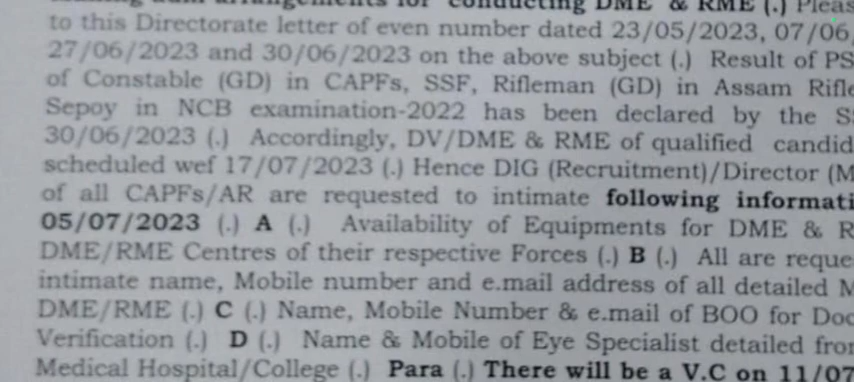 adm arrangements for conducting DME & RME (.) Pleas
to this Directorate letter of even number dated 23/05/2023, 07/06
27/06/2023 and 30/06/2023 on the above subject (.) Result of PS
of Constable (GD) in CAPFs, SSF, Rifleman (GD) in Assam Rifle
Sepoy in NCB examination-2022 has been declared by the S
30/06/2023 (.) Accordingly, DV/DME & RME of qualified candid
scheduled wef 17/07/2023 (.) Hence DIG (Recruitment)/Director (M
of all CAPFs/AR are requested to intimate following informati
05/07/2023 (.) A (.) Availability of Equipments for DME & R
DME/RME Centres of their respective Forces (.) B (.) All are reque
intimate name, Mobile number and e.mail address of all detailed M
DME/RME (.) C (.) Name, Mobile Number & e.mail of BOO for Doc
Verification (.) D (.) Name & Mobile of Eye Specialist detailed fro
Medical Hospital/College (.) Para (.) There will be a V.C on 11/07